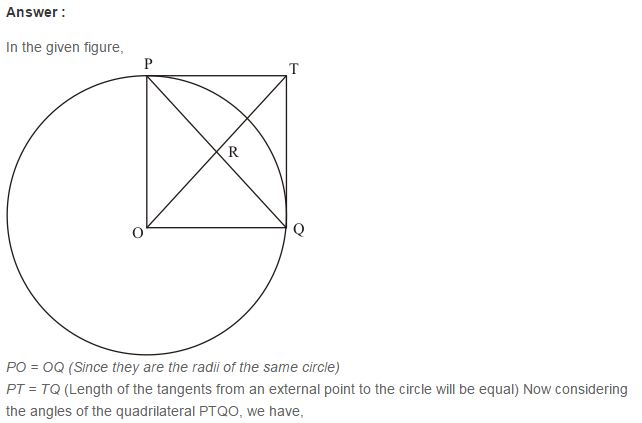 Answer :
In the given figure,
P
T
R
O
Q
PO = OQ (Since they are the radii of the same circle)
PT = TQ (Length of the tangents from an external point to the circle will be equal) Now considering
the angles of the quadrilateral PTQO, we have,